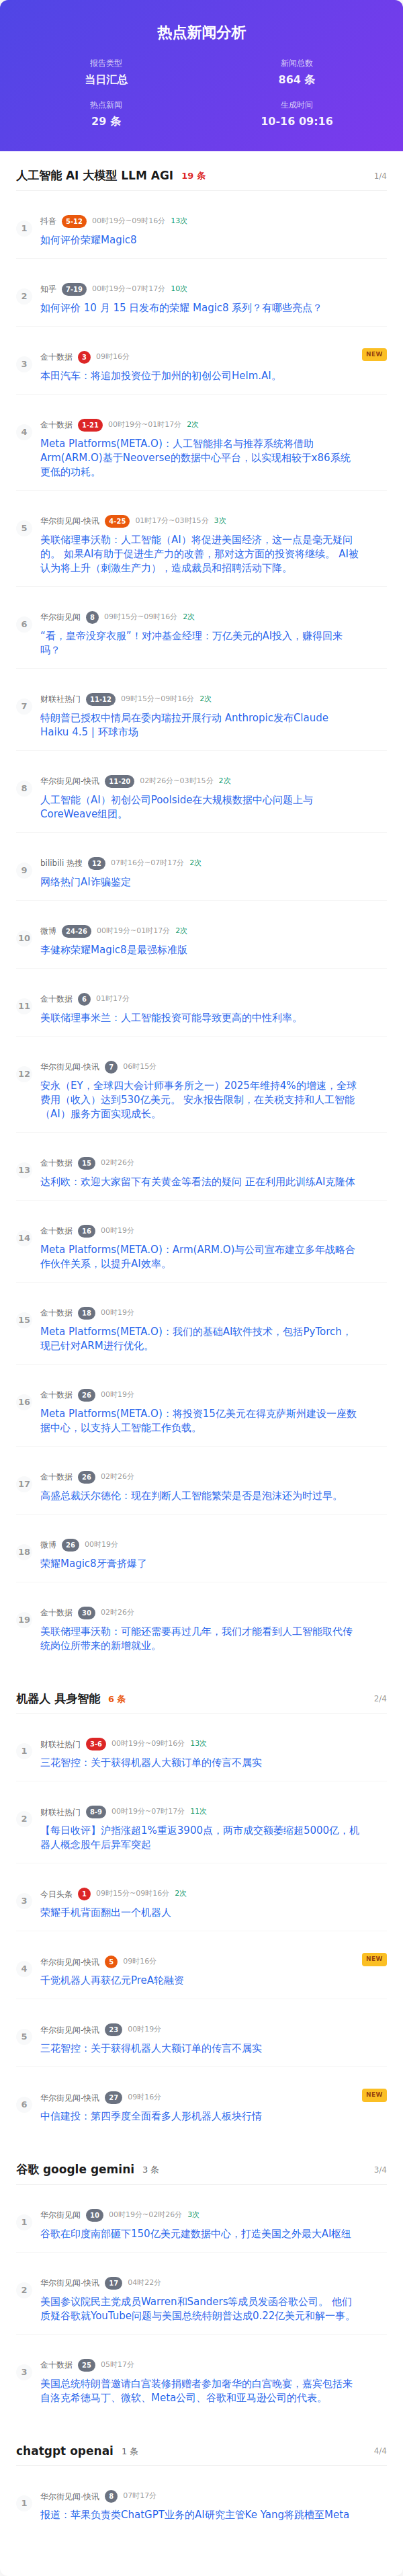 热点新闻分析
报告类型
当日汇总
新闻总数
864 条
热点新闻
29 条
生成时间
10-16 09:16
人工智能 AI 大模型 LLM AGI 19 条 1/4
1
抖音 5-12 00时19分~09时16分 13次
如何评价荣耀Magic8
2
知乎 7-19 00时19分~07时17分 10次
如何评价 10 月 15 日发布的荣耀 Magic8 系列？有哪些亮点？
3
金十数据 3 09时16分
NEW
本田汽车：将追加投资位于加州的初创公司Helm.AI。
4
金十数据 1-21 00时19分~01时17分 2次
Meta Platforms(META.O)：人工智能排名与推荐系统将借助
Arm(ARM.O)基于Neoverse的数据中心平台，以实现相较于x86系统
更低的功耗。
5
华尔街见闻-快讯 4-25 01时17分~03时15分 3次
美联储理事沃勒：人工智能（AI）将促进美国经济，这一点是毫无疑问
的。 如果AI有助于促进生产力的改善，那对这方面的投资将继续。 AI被
认为将上升（刺激生产力），造成裁员和招聘活动下降。
6
华尔街见闻 8 09时15分~09时16分 2次
“看，皇帝没穿衣服”！对冲基金经理：万亿美元的AI投入，赚得回来
吗？
7
财联社热门 11-12 09时15分~09时16分 2次
特朗普已授权中情局在委内瑞拉开展行动 Anthropic发布Claude
Haiku 4.5 | 环球市场
8
华尔街见闻-快讯 11-20 02时26分~03时15分 2次
人工智能（AI）初创公司Poolside在大规模数据中心问题上与
CoreWeave组团。
9
bilibili 热搜 12 07时16分~07时17分 2次
网络热门AI诈骗鉴定
10
微博 24-26 00时19分~01时17分 2次
李健称荣耀Magic8是最强标准版
11
金十数据 6 01时17分
美联储理事米兰：人工智能投资可能导致更高的中性利率。
12
华尔街见闻-快讯 7 06时15分
安永（EY，全球四大会计师事务所之一）2025年维持4%的增速，全球
费用（收入）达到530亿美元。 安永报告限制，在关税支持和人工智能
（AI）服务方面实现成长。
13
金十数据 15 02时26分
达利欧：欢迎大家留下有关黄金等看法的疑问 正在利用此训练AI克隆体
14
金十数据 16 00时19分
Meta Platforms(META.O)：Arm(ARM.O)与公司宣布建立多年战略合
作伙伴关系，以提升AI效率。
15
金十数据 18 00时19分
Meta Platforms(META.O)：我们的基础AI软件技术，包括PyTorch，
现已针对ARM进行优化。
16
金十数据 26 00时19分
Meta Platforms(META.O)：将投资15亿美元在得克萨斯州建设一座数
据中心，以支持人工智能工作负载。
17
金十数据 26 02时26分
高盛总裁沃尔德伦：现在判断人工智能繁荣是否是泡沫还为时过早。
18
微博 26 00时19分
荣耀Magic8牙膏挤爆了
19
金十数据 30 02时26分
美联储理事沃勒：可能还需要再过几年，我们才能看到人工智能取代传
统岗位所带来的新增就业。
机器人 具身智能 6 条 2/4
1
财联社热门 3-6 00时19分~09时16分 13次
三花智控：关于获得机器人大额订单的传言不属实
2
财联社热门 8-9 00时19分~07时17分 11次
【每日收评】沪指涨超1%重返3900点，两市成交额萎缩超5000亿，机
器人概念股午后异军突起
3
今日头条 1 09时15分~09时16分 2次
荣耀手机背面翻出一个机器人
4
华尔街见闻-快讯 5 09时16分
NEW
千觉机器人再获亿元PreA轮融资
5
华尔街见闻-快讯 23 00时19分
三花智控：关于获得机器人大额订单的传言不属实
6
华尔街见闻-快讯 27 09时16分
NEW
中信建投：第四季度全面看多人形机器人板块行情
谷歌 google gemini 3 条 3/4
1
华尔街见闻 10 00时19分~02时26分 3次
谷歌在印度南部砸下150亿美元建数据中心，打造美国之外最大AI枢纽
2
华尔街见闻-快讯 17 04时22分
美国参议院民主党成员Warren和Sanders等成员发函谷歌公司。 他们
质疑谷歌就YouTube问题与美国总统特朗普达成0.22亿美元和解一事。
3
金十数据 25 05时17分
美国总统特朗普邀请白宫装修捐赠者参加奢华的白宫晚宴，嘉宾包括来
自洛克希德马丁、微软、Meta公司、谷歌和亚马逊公司的代表。
chatgpt openai 1 条 4/4
1
华尔街见闻-快讯 8 07时17分
报道：苹果负责类ChatGPT业务的AI研究主管Ke Yang将跳槽至Meta